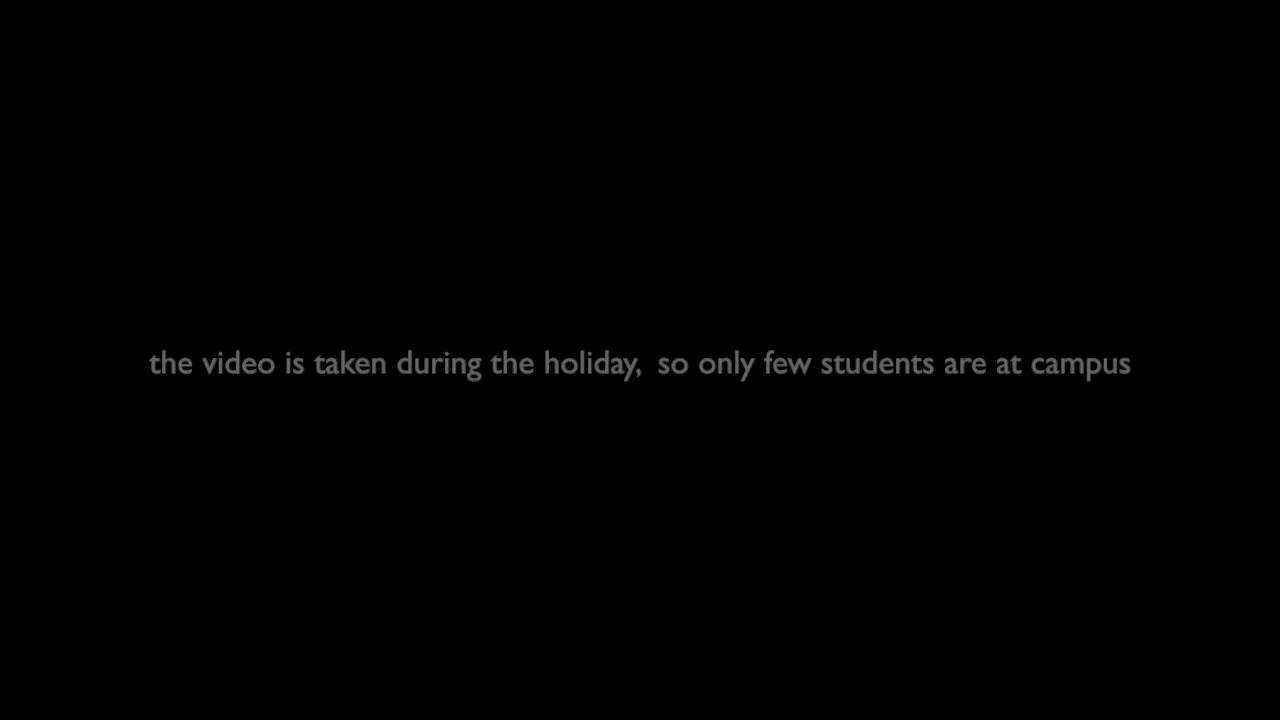 the video is taken during the holiday,  so only few students are at campus